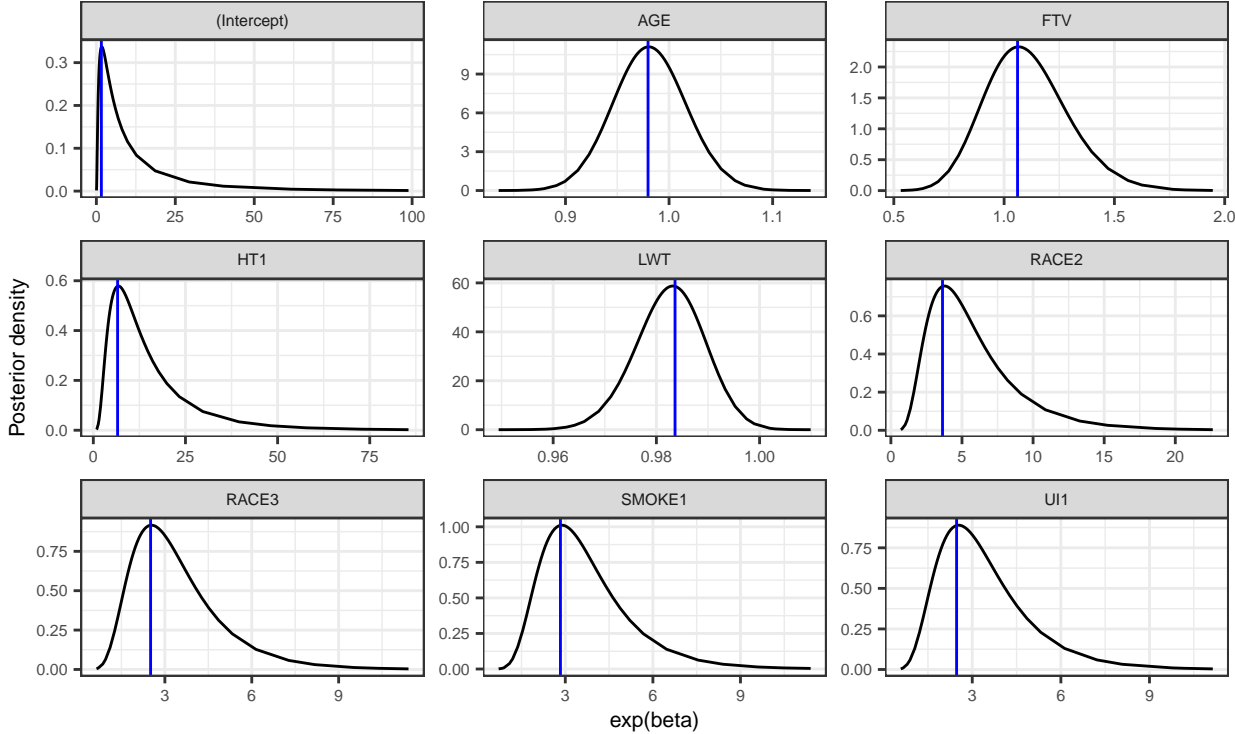 (Intercept) AGE FTV
0.3 9 2.0
0.2 6 1.5
0.1 3 1.0
0.0 0 0.5
0.0
0 25 50 75 100 0.9 1.0 1.1 0.5 1.0 1.5 2.0
HT1 LWT RACE2
0.6 60 0.6
0.4 40 0.4
0.2 20 0.2
0.0 0 0.0
0 25 50 75 0.96 0.98 1.00 0 5 10 15 20
RACE3 SMOKE1 UI1
0.75 1.00 0.75
0.50 0.75 0.50
0.25 0.50 0.25
0.00 0.25 0.00
0.00
3 6 9 3 6 9 3 6 9
Posterior density
exp(beta)